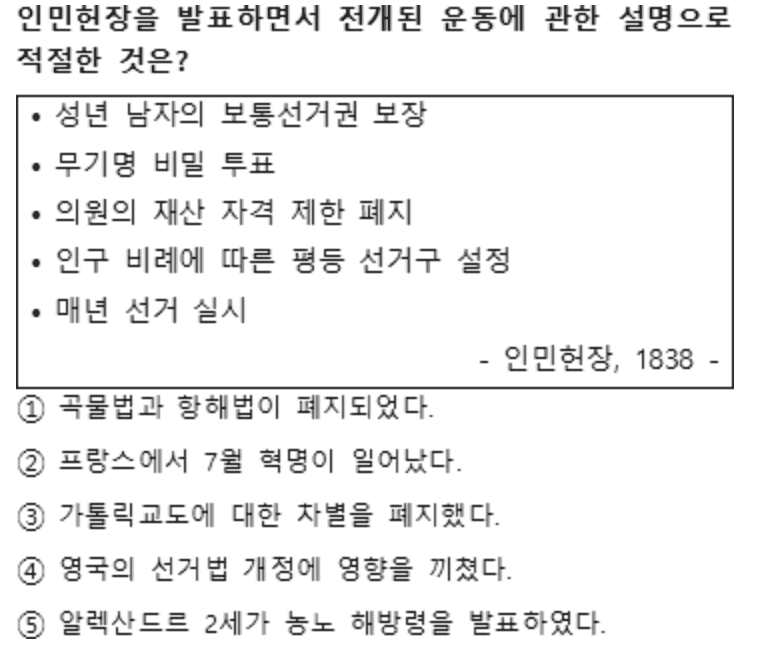 인민헌장을 발표하면서 전개된 운동에 관한 설명으로
적절한 것은?
• 성년 남자의 보통선거권 보장
• 무기명 비밀 투표
• 의원의 재산 자격 제한 폐지
• 인구 비례에 따른 평등 선거구 설정
• 매년 선거 실시
- 인민헌장, 1838 -
① 곡물법과 항해법이 폐지되었다.
② 프랑스에서 7월 혁명이 일어났다.
③ 가톨릭교도에 대한 차별을 폐지했다.
④ 영국의 선거법 개정에 영향을 끼쳤다.
⑤ 알렉산드르 2세가 농노 해방령을 발표하였다.